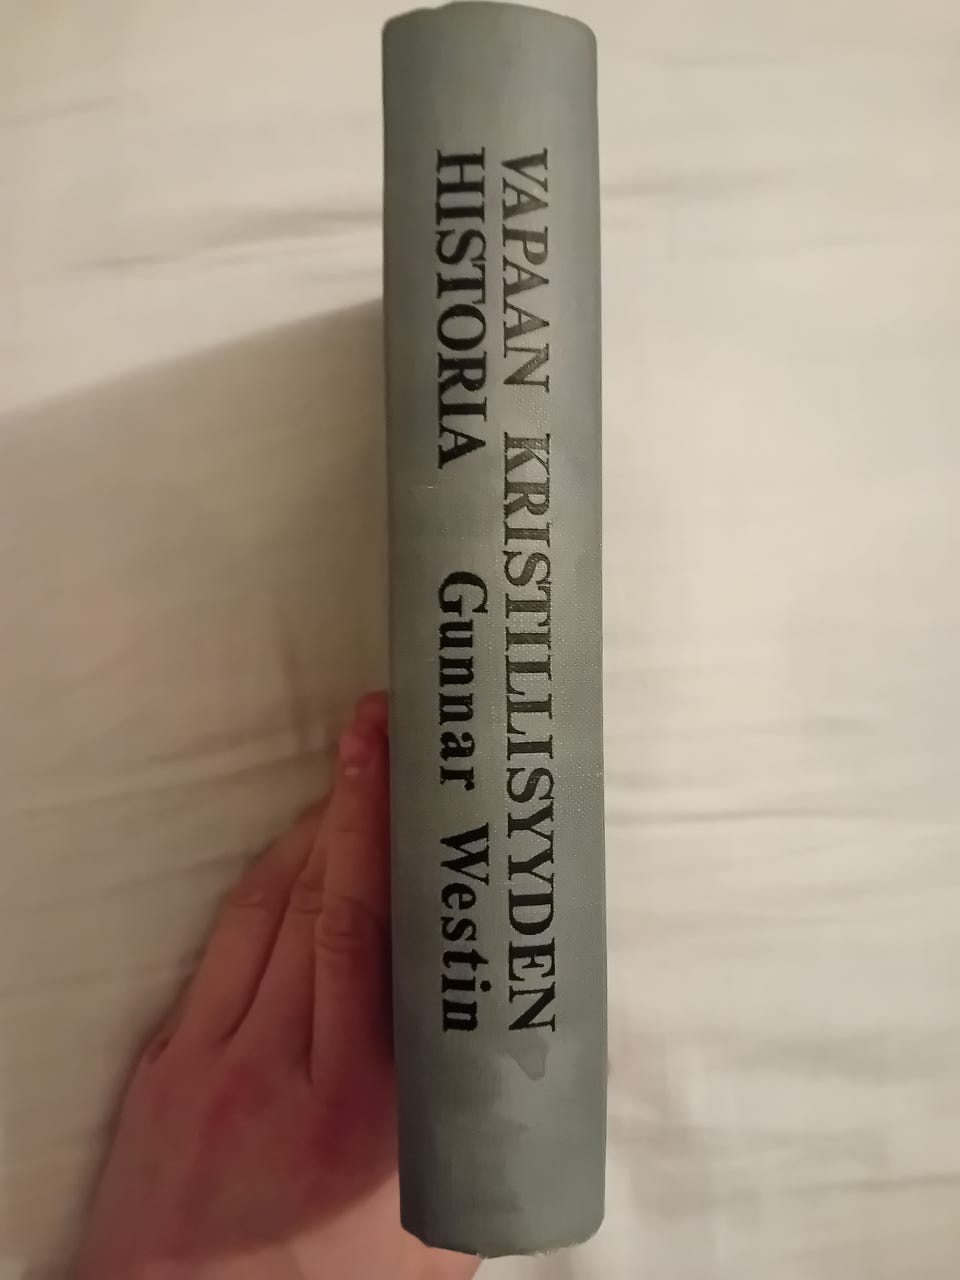 VAPAAN KRISTILLISYYDEN
HISTORIA Gunnar Westin